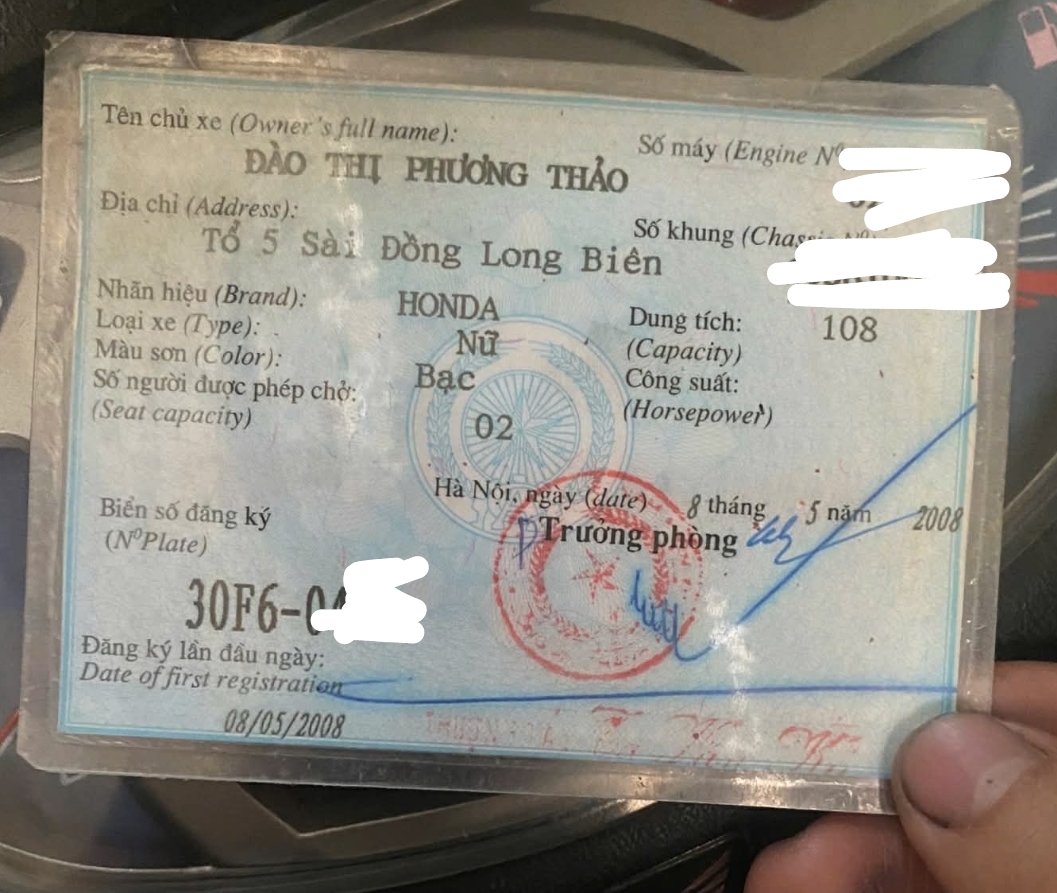 Tên chủ xe (Owner's full name):
ĐÀO THỊ PHƯƠNG THẢO
Địa chỉ (Address):
Tổ 5 Sài Đồng Long Biên
Nhãn hiệu (Brand): HONDA
Loại xe (Type): Nữ
Màu sơn (Color): Bạc
Số người được phép chở: 02
(Seat capacity)
Số máy (Engine Nº
Số khung (Chassis Nº)
Dung tích: 108
(Capacity)
Công suất:
(Horsepower)
Hà Nội, ngày (date) 8 tháng 5 năm 2008
Trưởng phòng
Biển số đăng ký
(NºPlate)
30F6-0
Đăng ký lần đầu ngày:
Date of first registration
08/05/2008